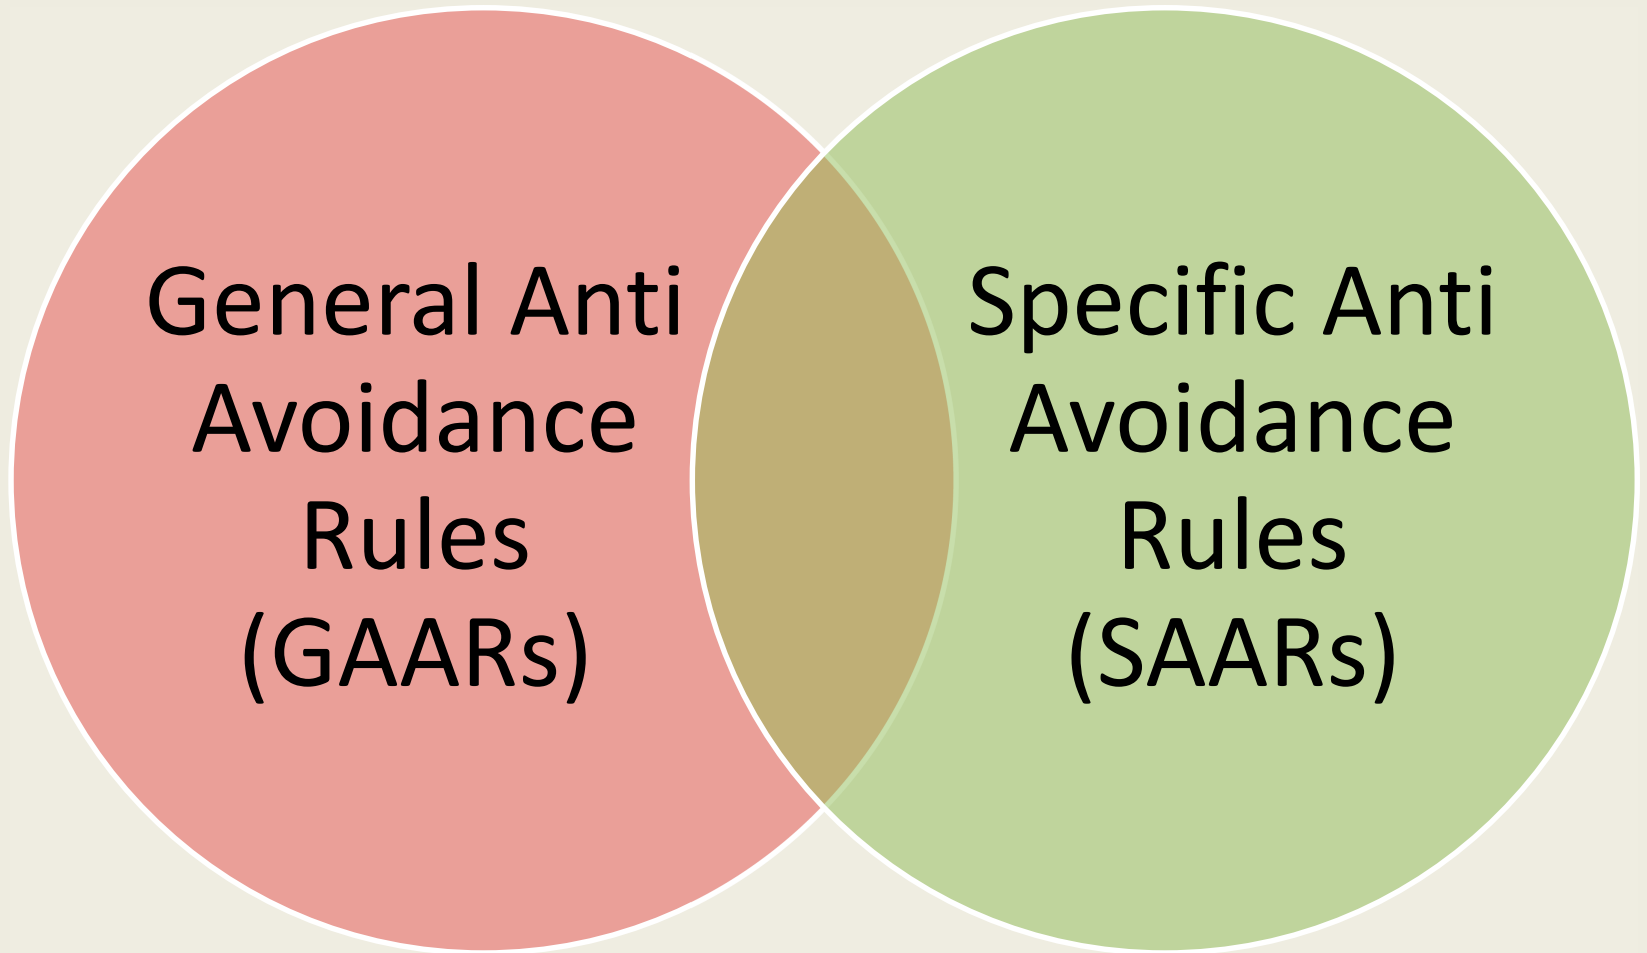 General Anti
Avoidance
Rules
(GAARs)
Specific Anti
Avoidance
Rules
(SAARs)